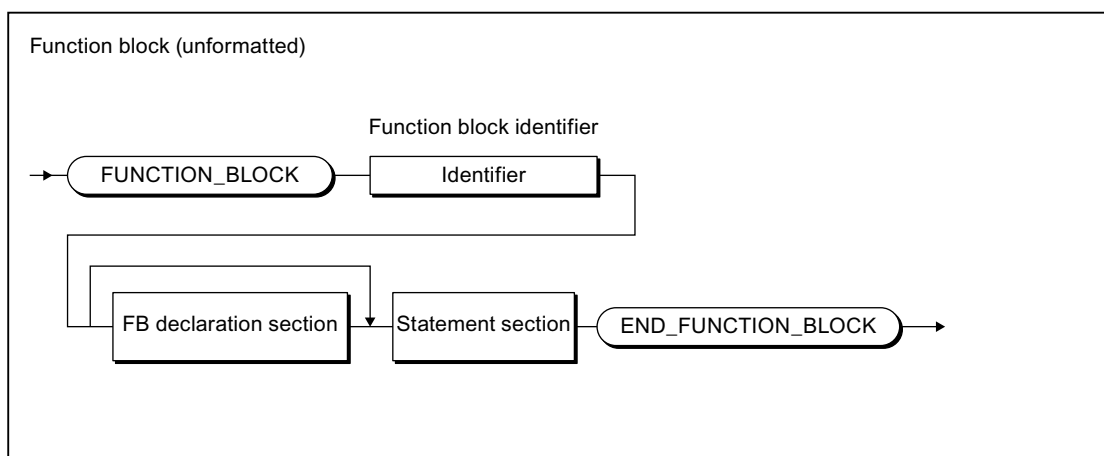 Function block (unformatted)
Function block identifier
FUNCTION_BLOCK
Identifier
FB declaration section
Statement section
END_FUNCTION_BLOCK